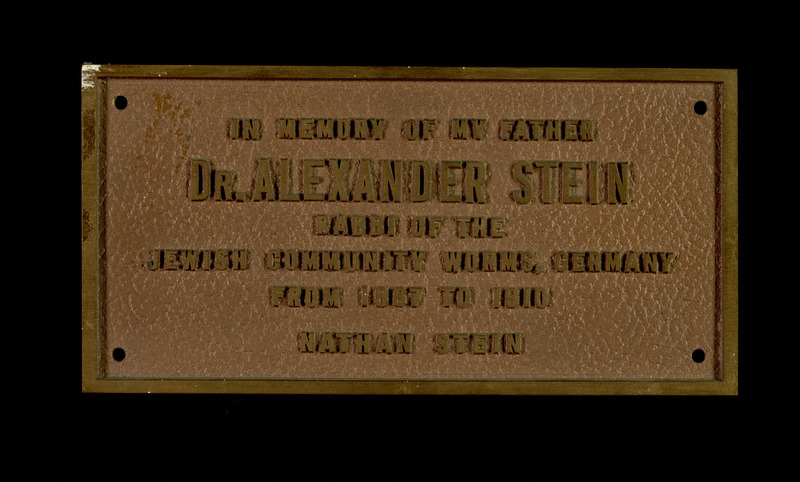 IN MEMORY OF MY FATHER
DR. ALEXANDER STEIN
RABBI OF THE
JEWISH COMMUNITY WORMS, GERMANY
FROM 1867 TO 1910
NATHAN STEIN